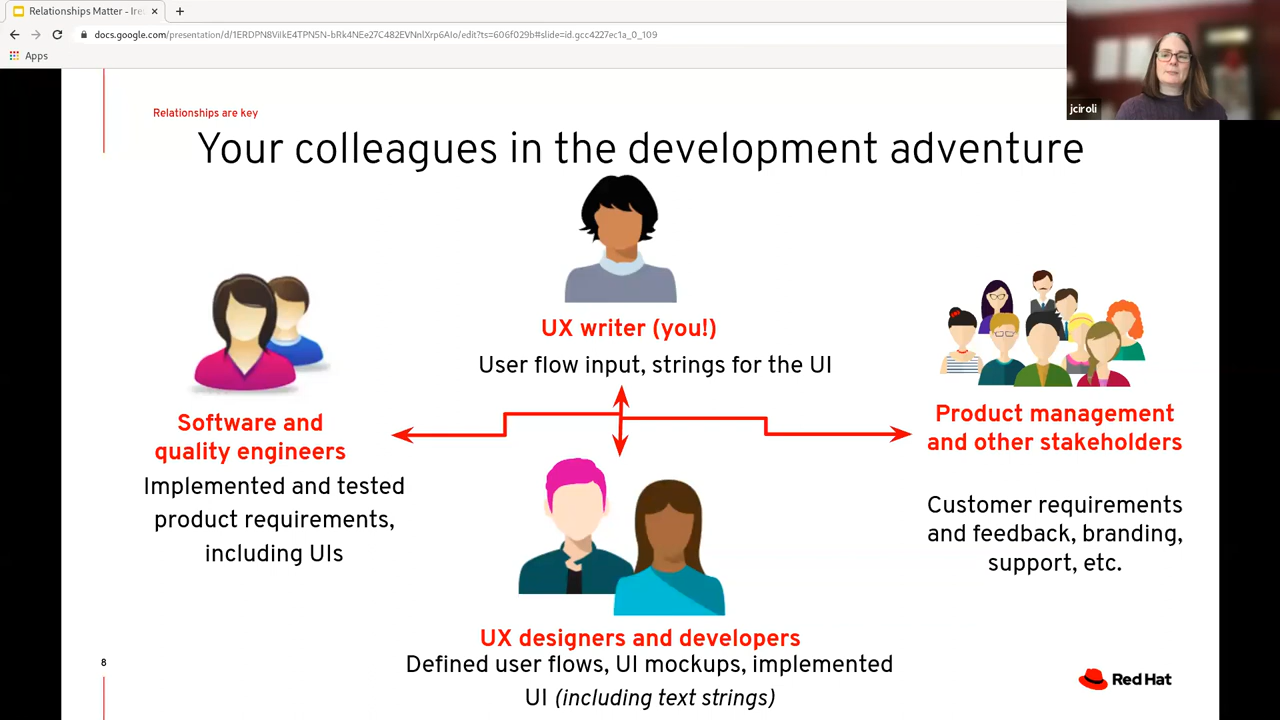 Relationships Matter - Ire
docs.google.com/presentation/d/1ERDPN8VilkE4TPN5N-bRk4NEe27C482EVNnlXrp6AIo/edit?ts=606f029b#slide=id.gcc4227ec1a_0_109
Apps
jciroli
Relationships are key
Your colleagues in the development adventure
UX writer (you!)
User flow input, strings for the UI
Software and
quality engineers
Implemented and tested
product requirements,
including UIs
Product management
and other stakeholders
Customer requirements
and feedback, branding,
support, etc.
UX designers and developers
Defined user flows, UI mockups, implemented
UI (including text strings)
8
Red Hat